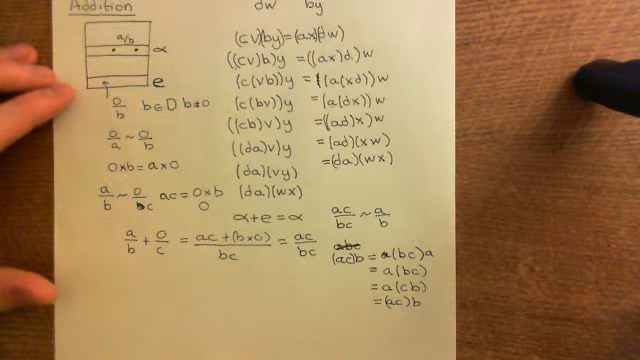 Addition
dw by
a/b
α
e
0/b b∈D b≠0
0/a ~ 0/b
0×b = a×0
a/b ~ 0/bc ac = 0×b
0
α+e = α
a/b + 0/c = ac+(b×0)/bc = ac/bc
(cv)(by) = (ax)(dw)
((cv)b)y = ((ax)d)w
(c(vb))y = (a(xd))w
(c(bv))y = (a(dx))w
((cb)v)y = ((ad)x)w
((da)v)y = (ad)(xw)
(da)(vy) = (da)(wx)
(da)(wx)
ac/bc ~ a/b
(ac)b = (bc)a
= a(bc)
= a(cb)
= (ac)b